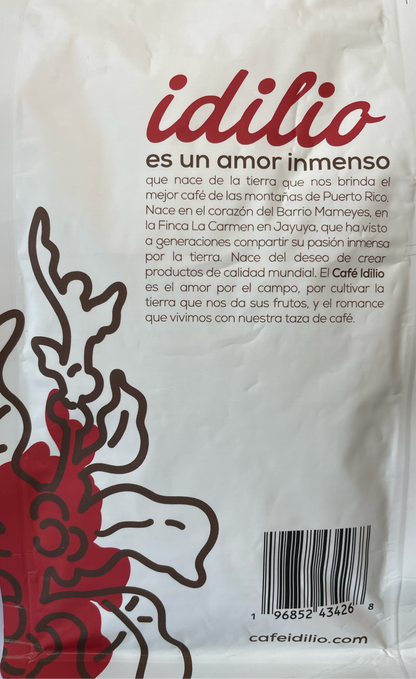 idilio
es un amor inmenso
que nace de la tierra que nos brinda el
mejor café de las montañas de Puerto Rico.
Nace en el corazón del Barrio Mameyes, en
la Finca La Carmen en Jayuya, que ha visto
a generaciones compartir su pasión inmensa
por la tierra. Nace del deseo de crear
productos de calidad mundial. El Café Idilio
es el amor por el campo, por cultivar la
tierra que nos da sus frutos, y el romance
que vivimos con nuestra taza de café.
1 96852 43426 8
cafeidilio.com